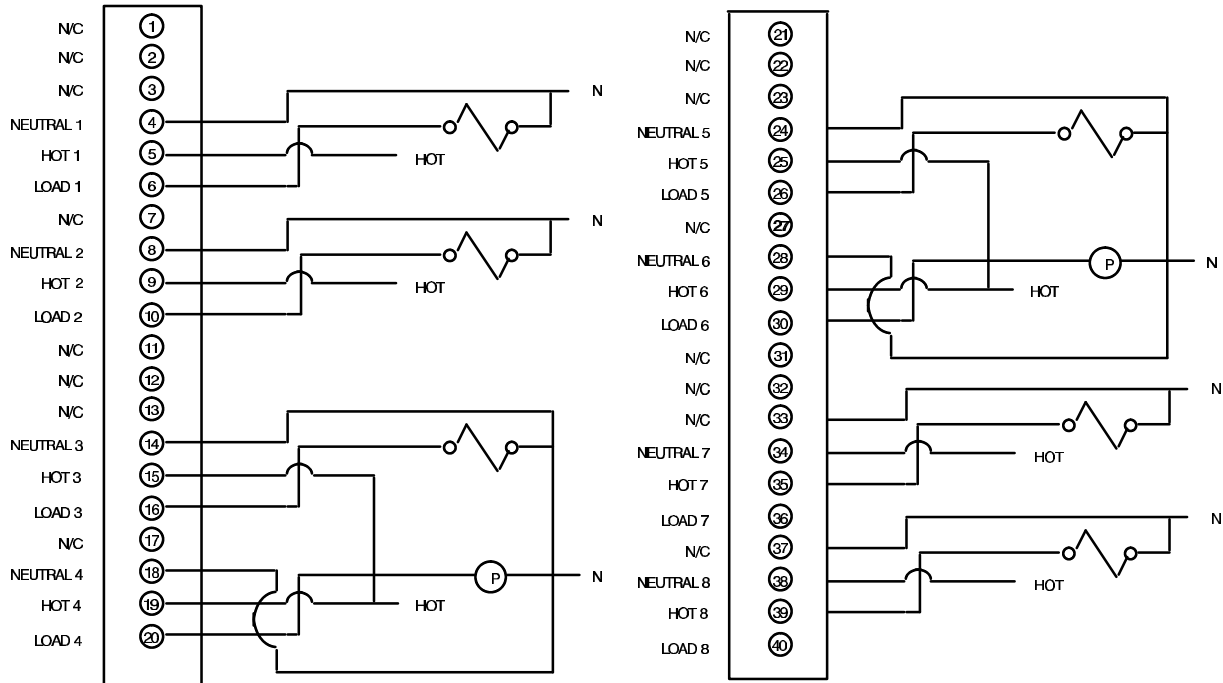 N/C 1
N/C 2
N/C 3
N
NEUTRAL 1 4
HOT 1 5 HOT
LOAD 1 6
N/C 7
N
NEUTRAL 2 8
HOT 2 9 HOT
LOAD 2 10
N/C 11
N/C 12
N/C 13
NEUTRAL 3 14
HOT 3 15
LOAD 3 16
N/C 17
NEUTRAL 4 18
P N
HOT 4 19 HOT
LOAD 4 20
N/C 21
N/C 22
N/C 23
NEUTRAL 5 24
HOT 5 25
LOAD 5 26
N/C 27
NEUTRAL 6 28
P N
HOT 6 29 HOT
LOAD 6 30
N/C 31
N/C 32
N
N/C 33
NEUTRAL 7 34 HOT
HOT 7 35
LOAD 7 36
N
N/C 37
NEUTRAL 8 38 HOT
HOT 8 39
LOAD 8 40